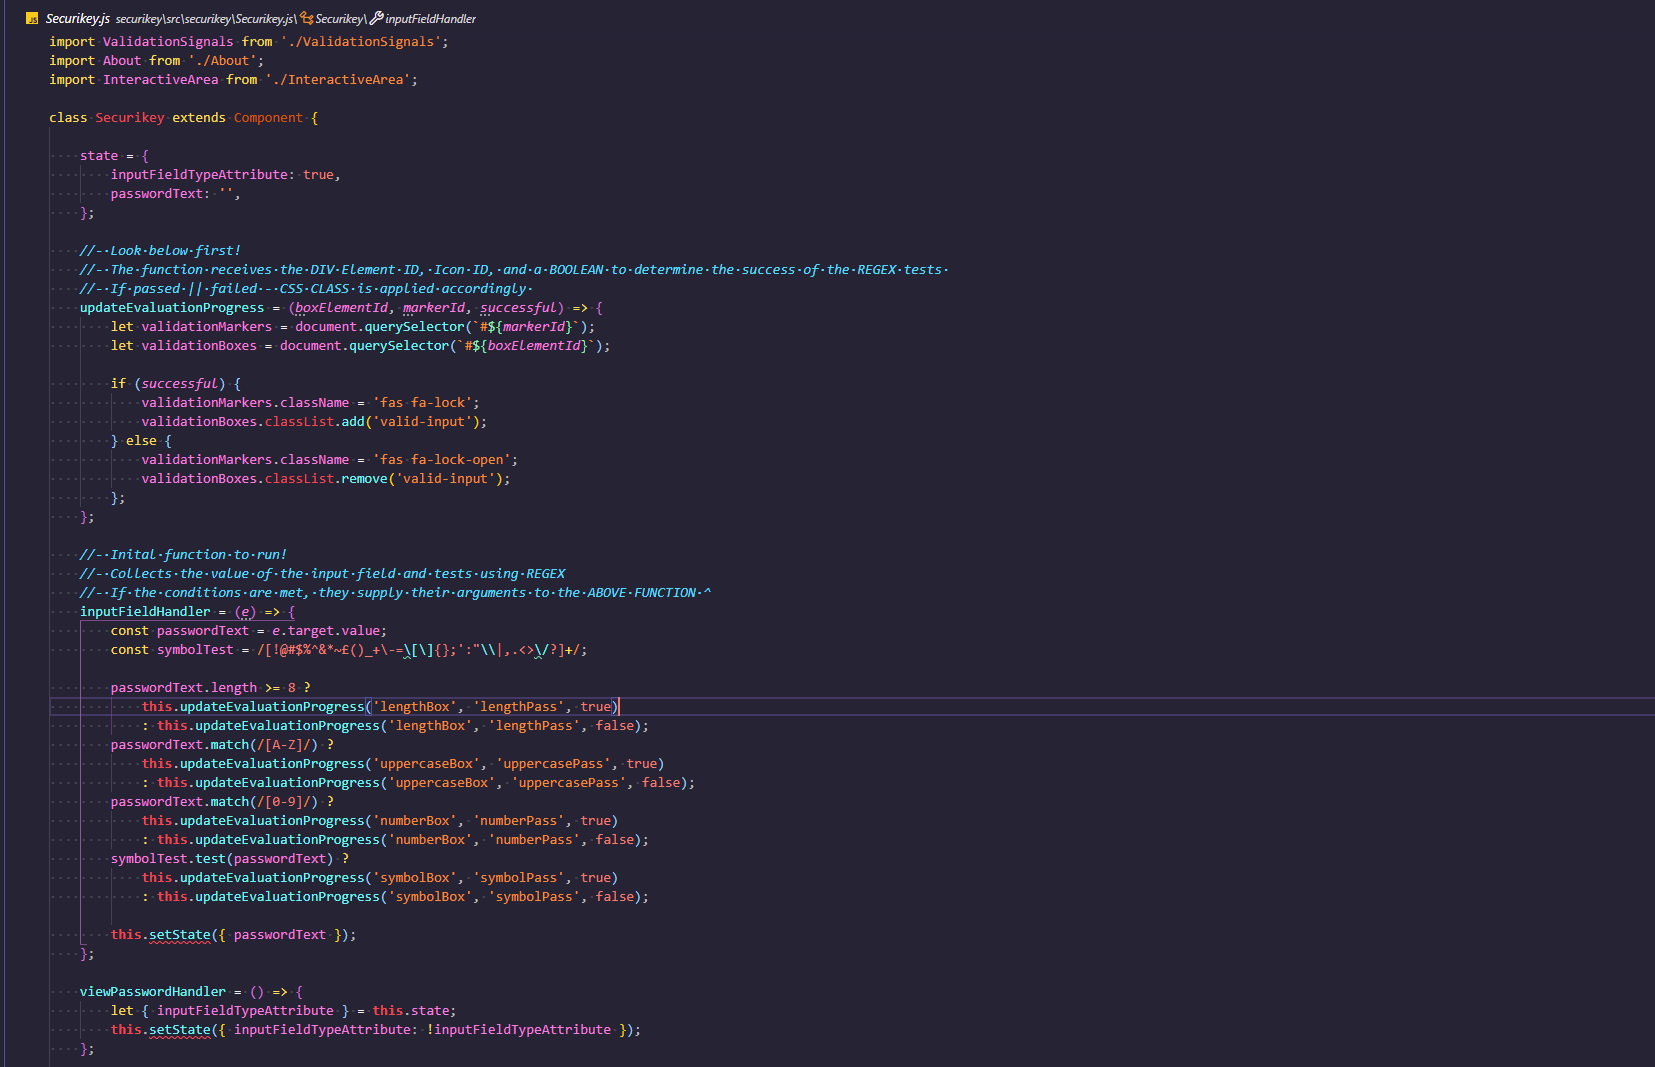 JS Securikey.js securikey\src\securikey\Securikey.js\ Securikey\ inputFieldHandler
import ValidationSignals from './ValidationSignals';
import About from './About';
import InteractiveArea from './InteractiveArea';
class Securikey extends Component {
state = {
inputFieldTypeAttribute: true,
passwordText: '',
};
//- Look below first!
//- The function receives the DIV Element ID, Icon ID, and a BOOLEAN to determine the success of the REGEX tests
//- If passed || failed - CSS CLASS is applied accordingly
updateEvaluationProgress = (boxElementId, markerId, successful) => {
let validationMarkers = document.querySelector(`#${markerId}`);
let validationBoxes = document.querySelector(`#${boxElementId}`);
if (successful) {
validationMarkers.className = 'fas fa-lock';
validationBoxes.classList.add('valid-input');
} else {
validationMarkers.className = 'fas fa-lock-open';
validationBoxes.classList.remove('valid-input');
};
};
//- Inital function to run!
//- Collects the value of the input field and tests using REGEX
//- If the conditions are met, they supply their arguments to the ABOVE FUNCTION ^
inputFieldHandler = (e) => {
const passwordText = e.target.value;
const symbolTest = /[!@#$%^&*~£()_+\-=\[\]{};':"\\|,.<>\/?]+/;
passwordText.length >= 8 ?
this.updateEvaluationProgress('lengthBox', 'lengthPass', true)
: this.updateEvaluationProgress('lengthBox', 'lengthPass', false);
passwordText.match(/[A-Z]/) ?
this.updateEvaluationProgress('uppercaseBox', 'uppercasePass', true)
: this.updateEvaluationProgress('uppercaseBox', 'uppercasePass', false);
passwordText.match(/[0-9]/) ?
this.updateEvaluationProgress('numberBox', 'numberPass', true)
: this.updateEvaluationProgress('numberBox', 'numberPass', false);
symbolTest.test(passwordText) ?
this.updateEvaluationProgress('symbolBox', 'symbolPass', true)
: this.updateEvaluationProgress('symbolBox', 'symbolPass', false);
this.setState({ passwordText });
};
viewPasswordHandler = () => {
let { inputFieldTypeAttribute } = this.state;
this.setState({ inputFieldTypeAttribute: !inputFieldTypeAttribute });
};